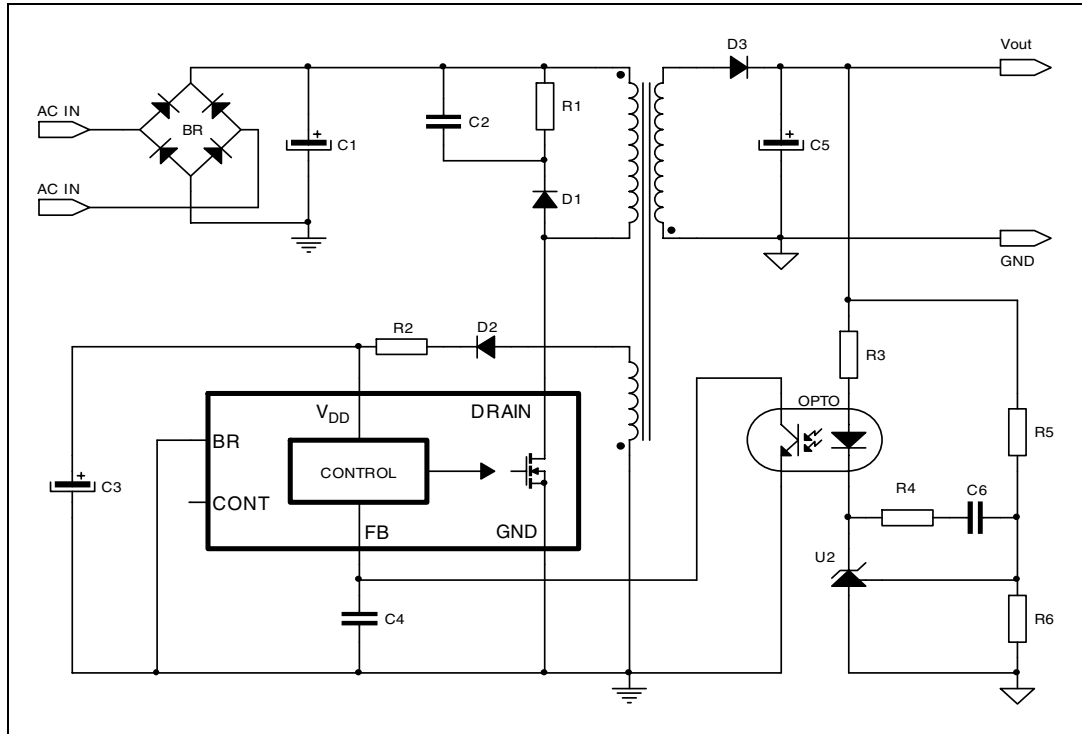 D3
Vout
AC IN
BR
C1
C2
R1
C5
AC IN
D1
GND
R2
D2
R3
OPTO
VDD
DRAIN
BR
R5
CONTROL
C3
CONT
R4
C6
FB
GND
U2
C4
R6